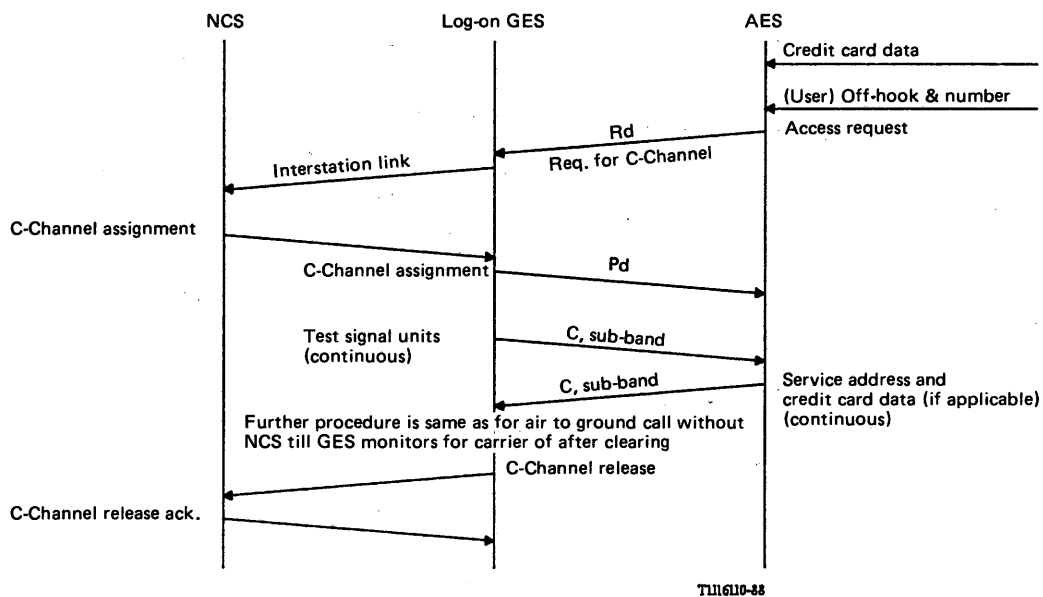 NCS
Log-on GES
AES
Credit card data
(User) Off-hook & number
Rd
Access request
Req. for C-Channel
Interstation link
C-Channel assignment
C-Channel assignment
Pd
Test signal units
(continuous)
C, sub-band
C, sub-band
Service address and
credit card data (if applicable)
(continuous)
Further procedure is same as for air to ground call without
NCS till GES monitors for carrier of after clearing
C-Channel release
C-Channel release ack.
T1116110-88